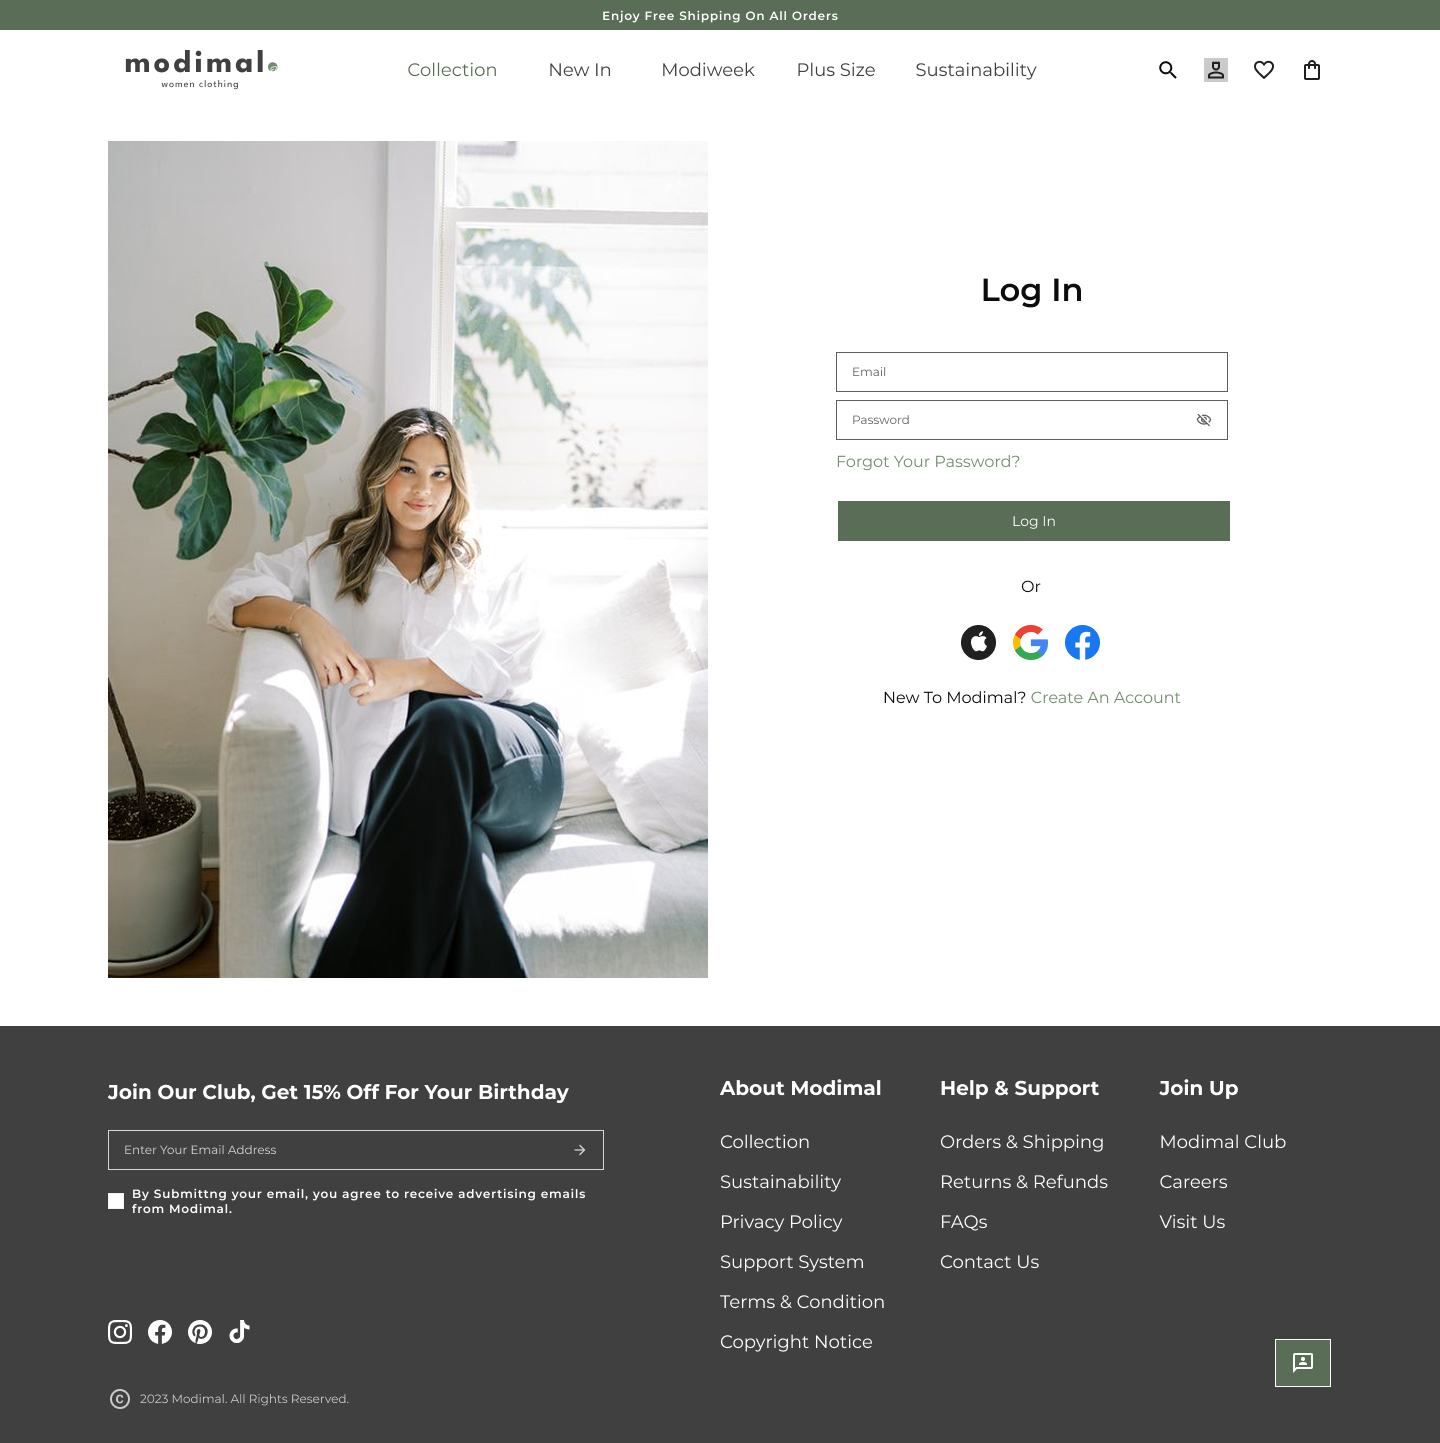 Enjoy Free Shipping On All Orders
modimal.
women clothing
Collection
New In
Modiweek
Plus Size
Sustainability
Log In
Email
Password
Forgot Your Password?
Log In
Or
New To Modimal? Create An Account
Join Our Club, Get 15% Off For Your Birthday
Enter Your Email Address
By Submittng your email, you agree to receive advertising emails
from Modimal.
About Modimal
Collection
Sustainability
Privacy Policy
Support System
Terms & Condition
Copyright Notice
Help & Support
Orders & Shipping
Returns & Refunds
FAQs
Contact Us
Join Up
Modimal Club
Careers
Visit Us
© 2023 Modimal. All Rights Reserved.